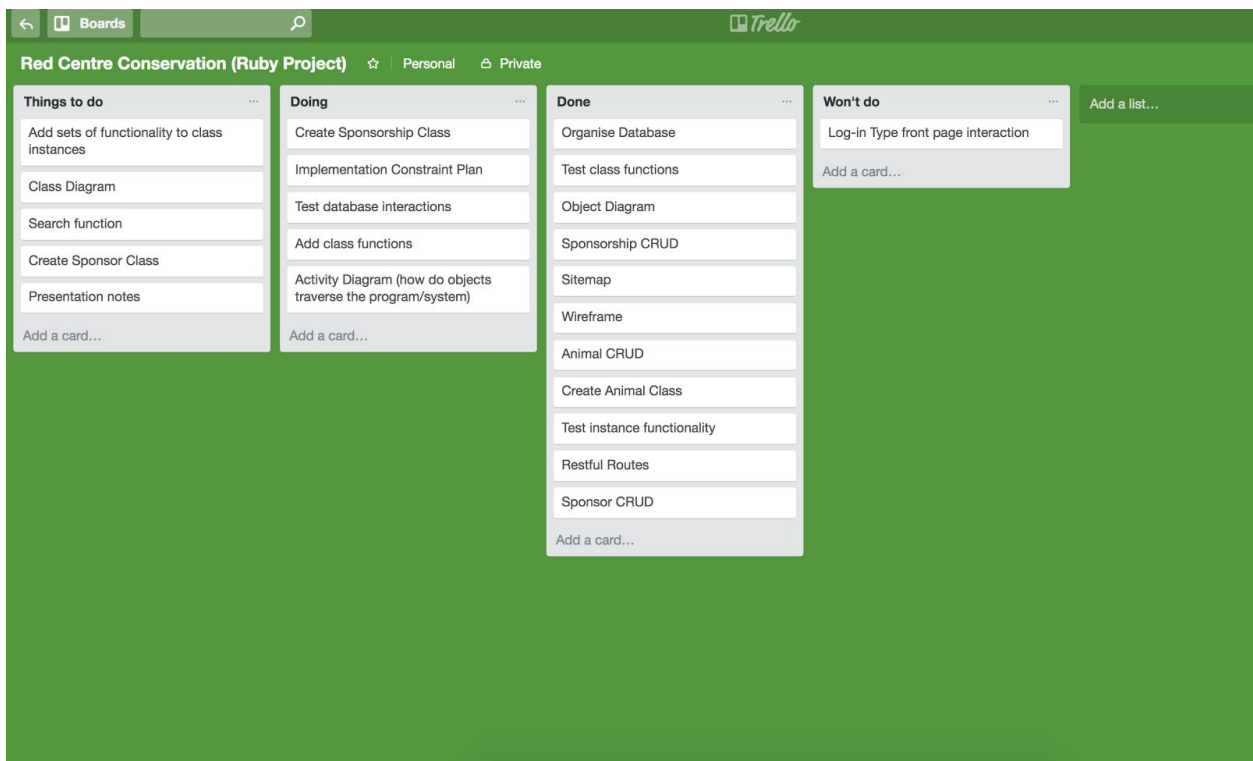 Boards
Trello
Red Centre Conservation (Ruby Project)
Personal
Private
Things to do
Add sets of functionality to class
instances
Class Diagram
Search function
Create Sponsor Class
Presentation notes
Add a card...
Doing
Create Sponsorship Class
Implementation Constraint Plan
Test database interactions
Add class functions
Activity Diagram (how do objects
traverse the program/system)
Add a card...
Done
Organise Database
Test class functions
Object Diagram
Sponsorship CRUD
Sitemap
Wireframe
Animal CRUD
Create Animal Class
Test instance functionality
Restful Routes
Sponsor CRUD
Add a card...
Won't do
Log-in Type front page interaction
Add a card...
Add a list...